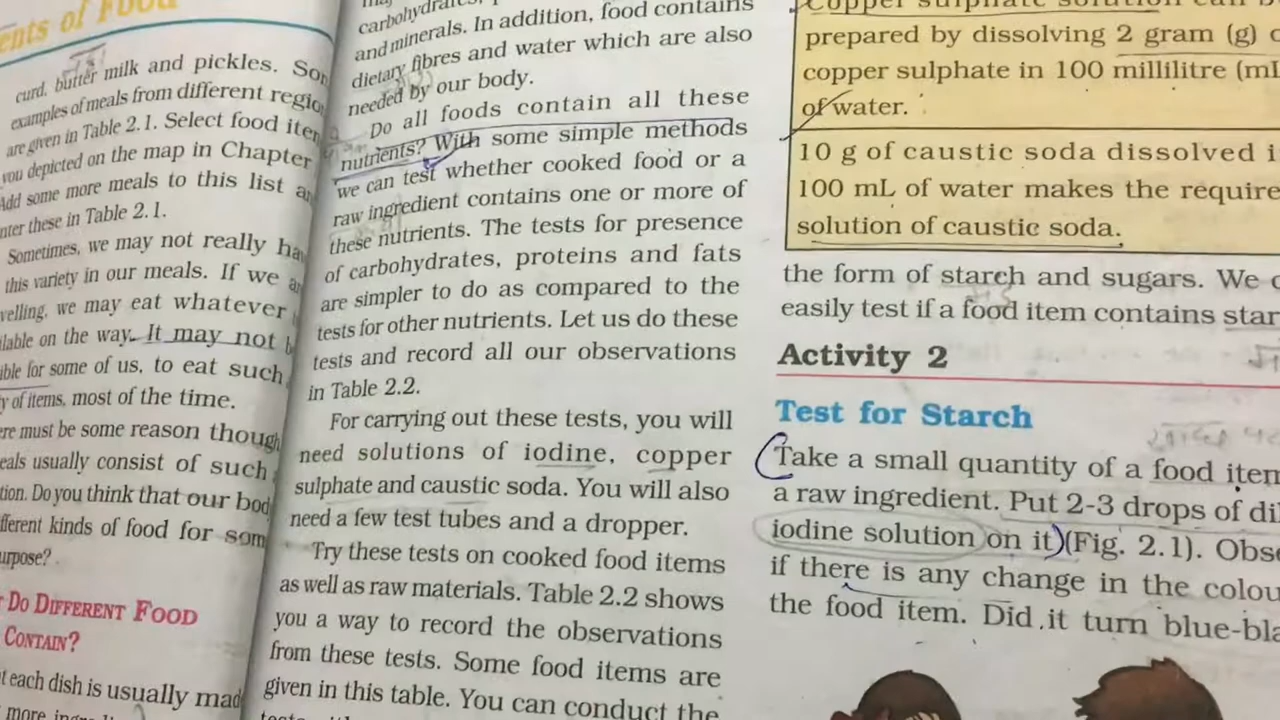 ents of Food
curd, butter milk and pickles. Som
examples of meals from different regio
are given in Table 2.1. Select food iten
you depicted on the map in Chapter
Add some more meals to this list an
nter these in Table 2.1.
Sometimes, we may not really ha
this variety in our meals. If we a
velling, we may eat whatever
ilable on the way. It may not b
ible for some of us, to eat such
y of items, most of the time.
ere must be some reason though
eals usually consist of such
tion. Do you think that our bod
fferent kinds of food for som
urpose?
DO DIFFERENT FOOD
CONTAIN?
t each dish is usually mad
more
carbohydrates,
and minerals. In addition, food contains
dietary fibres and water which are also
needed by our body.
Do all foods contain all these
nutrients? With some simple methods
we can test whether cooked food or a
raw ingredient contains one or more of
these nutrients. The tests for presence
of carbohydrates, proteins and fats
are simpler to do as compared to the
tests for other nutrients. Let us do these
tests and record all our observations
in Table 2.2.
For carrying out these tests, you will
need solutions of iodine, copper
sulphate and caustic soda. You will also
need a few test tubes and a dropper.
Try these tests on cooked food items
as well as raw materials. Table 2.2 shows
you a way to record the observations
from these tests. Some food items are
given in this table. You can conduct the
Copper sulphate solution can b
prepared by dissolving 2 gram (g) o
copper sulphate in 100 millilitre (mL
of water.
10 g of caustic soda dissolved i
100 mL of water makes the require
solution of caustic soda.
the form of starch and sugars. We c
easily test if a food item contains star
Activity 2
Test for Starch
Take a small quantity of a food item
a raw ingredient. Put 2-3 drops of dil
iodine solution on it (Fig. 2.1). Obse
if there is any change in the colou
the food item. Did it turn blue-bla